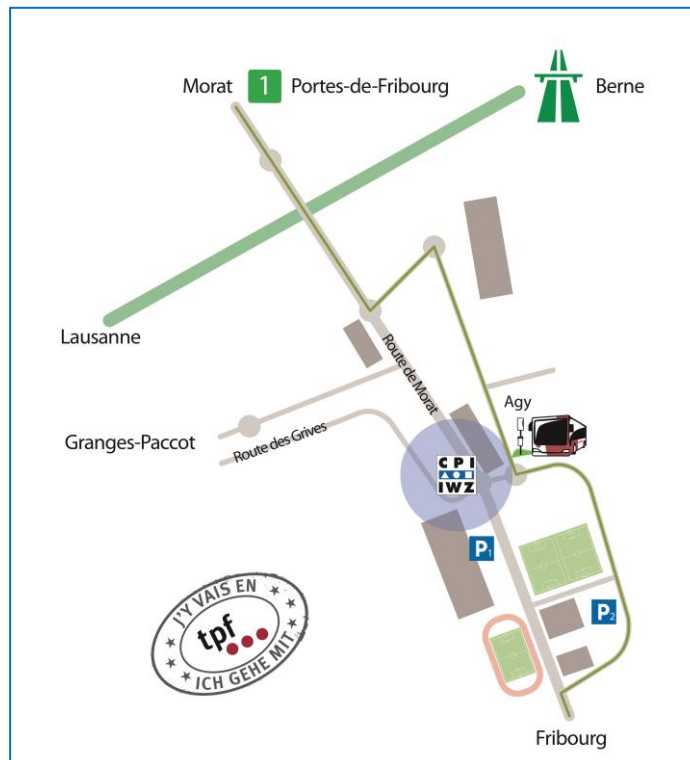 Morat 1 Portes-de-Fribourg Berne
Lausanne
Route de Morat
Agy
Granges-Paccot
Route des Grives
CPI
IWZ
P1
P2
J'Y VAIS EN
tpf
ICH GEHE MIT
Fribourg